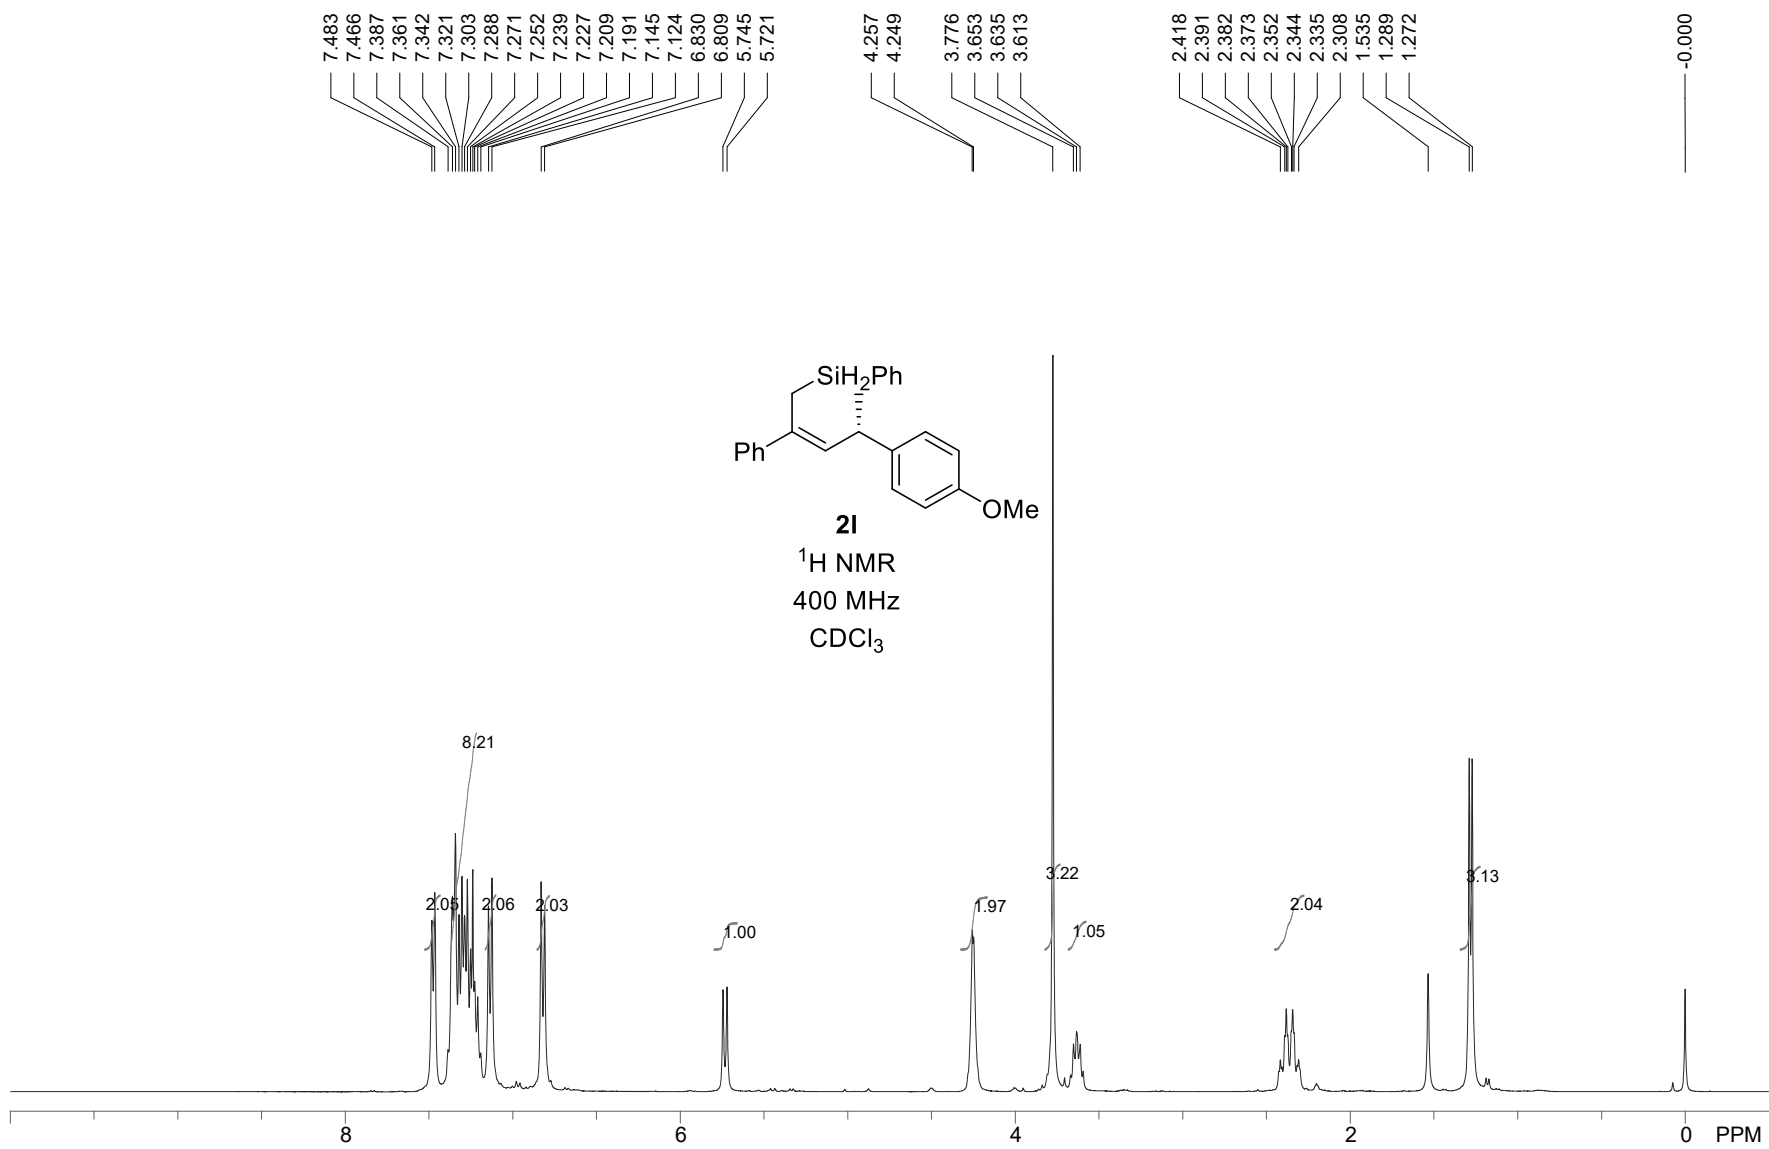 7.483 7.466 7.387 7.361 7.342 7.321 7.303 7.288 7.271 7.252 7.239 7.227 7.209 7.191 7.145 7.124 6.830 6.809 5.745 5.721 4.257 4.249 3.776 3.653 3.635 3.613 2.418 2.391 2.382 2.373 2.352 2.344 2.335 2.308 1.535 1.289 1.272 -0.000
SiH2Ph
Ph
OMe
2l
1H NMR
400 MHz
CDCl3
8.21
2.05 2.06 2.03 1.00 1.97 3.22 1.05 2.04 3.13
8 6 4 2 0 PPM